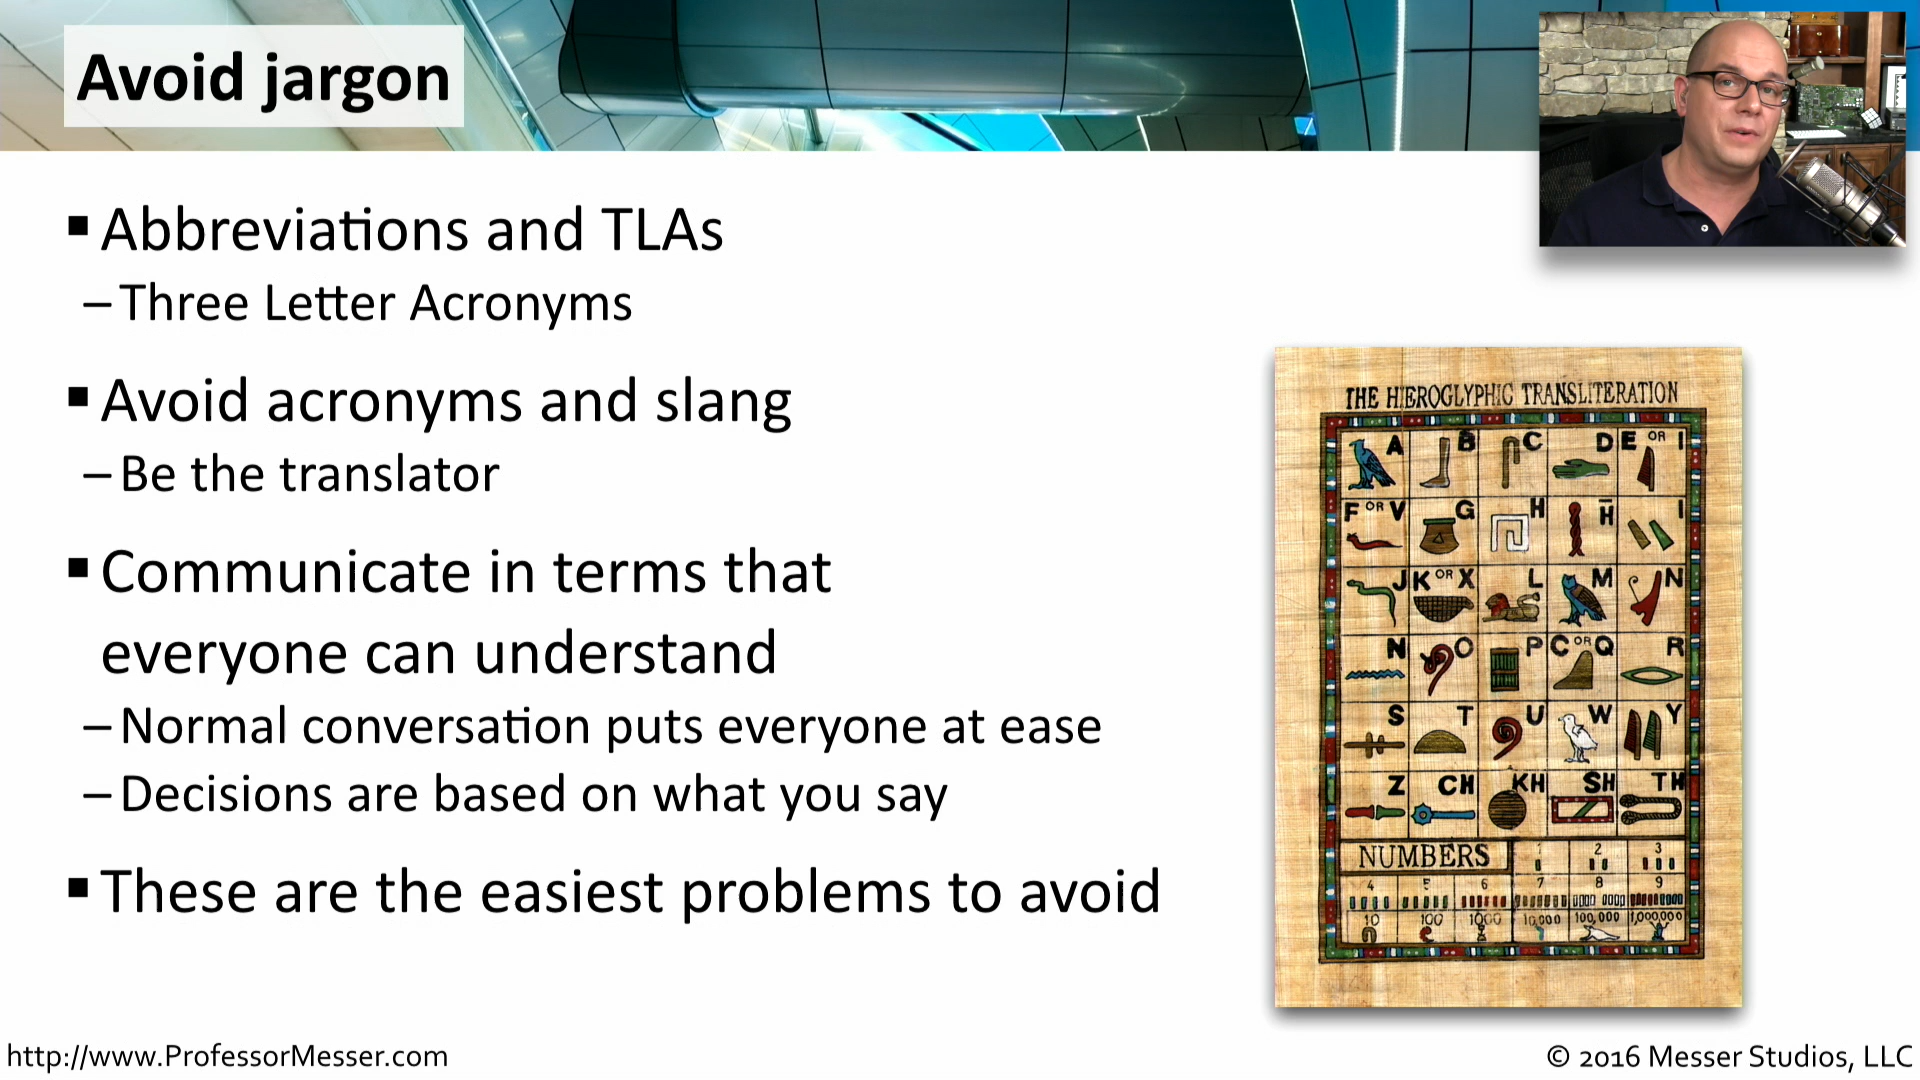 Avoid jargon
▪ Abbreviations and TLAs
– Three Letter Acronyms
▪ Avoid acronyms and slang
– Be the translator
▪ Communicate in terms that
everyone can understand
– Normal conversation puts everyone at ease
– Decisions are based on what you say
▪ These are the easiest problems to avoid
THE HIEROGLYPHIC TRANSLITERATION
A B C D E OR I
F OR V G H H̅ I
J K OR X L M N
N O P C OR Q R
S T U W Y
Z CH KH SH TH
NUMBERS 1 2 3
4 5 6 7 8 9
10 100 1000 10,000 100,000 1,000,000
http://www.ProfessorMesser.com
© 2016 Messer Studios, LLC